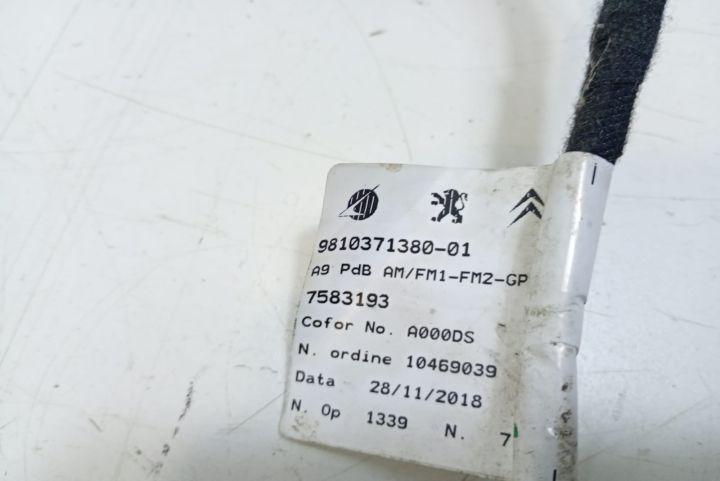 9810371380-01
A9 PdB AM/FM1-FM2-GP
7583193
Cofor No. A000DS
N. ordine 10469039
Data 28/11/2018
N. Op 1339 N. 7